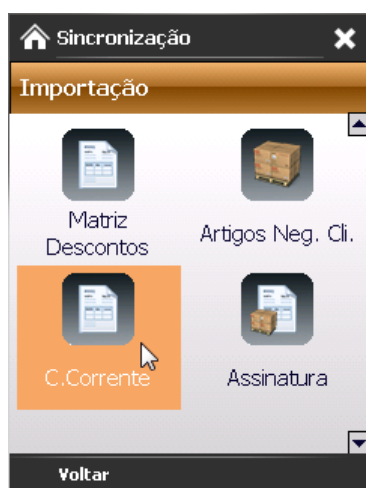 Sincronização
Importação
Matriz
Descontos
Artigos Neg. Cli.
C.Corrente
Assinatura
Voltar